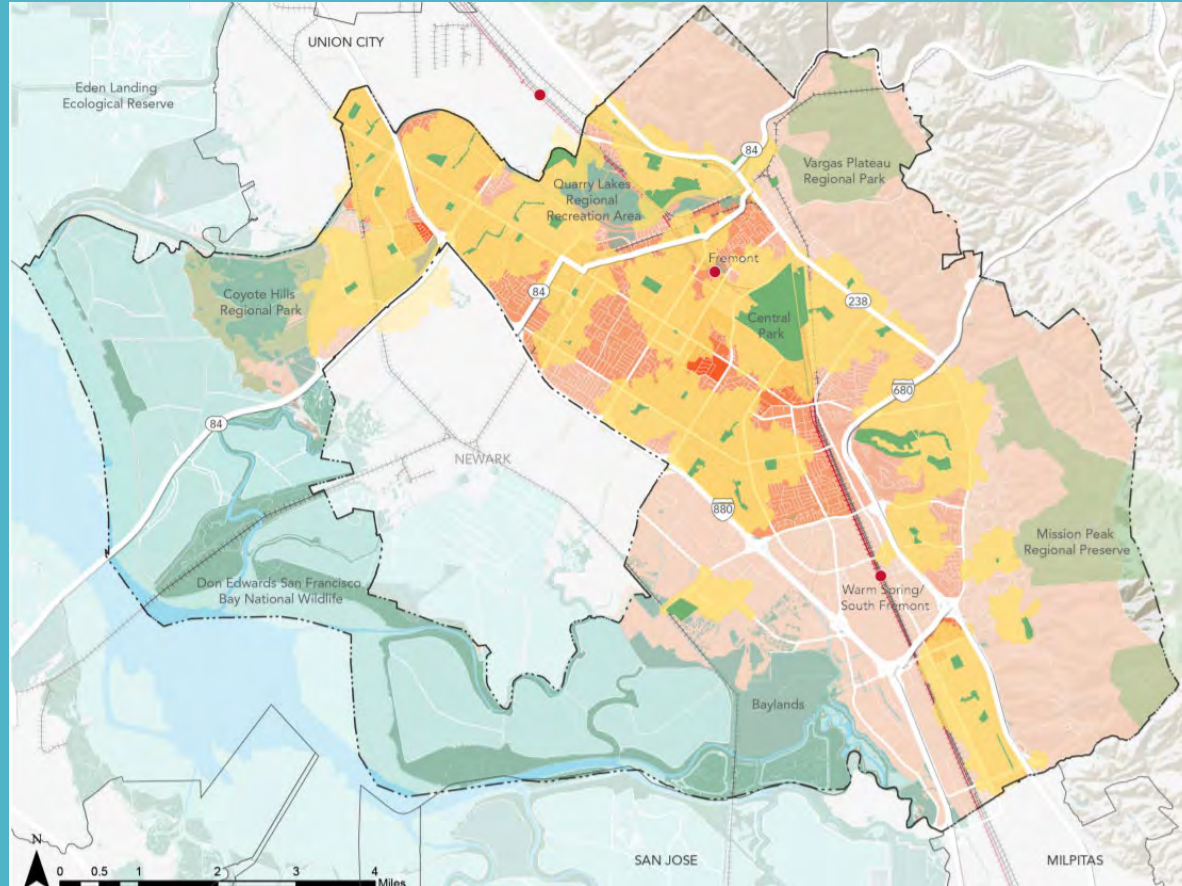 UNION CITY
Eden Landing
Ecological Reserve
84
Vargas Plateau
Regional Park
Quarry Lakes
Regional
Recreation Area
Fremont
84
Coyote Hills
Regional Park
238
Central
Park
680
84
NEWARK
880
Mission Peak
Regional Preserve
Don Edwards San Francisco
Bay National Wildlife
Warm Spring/
South Fremont
Baylands
N
0 0.5 1 2 3 4
Miles
SAN JOSE
MILPITAS